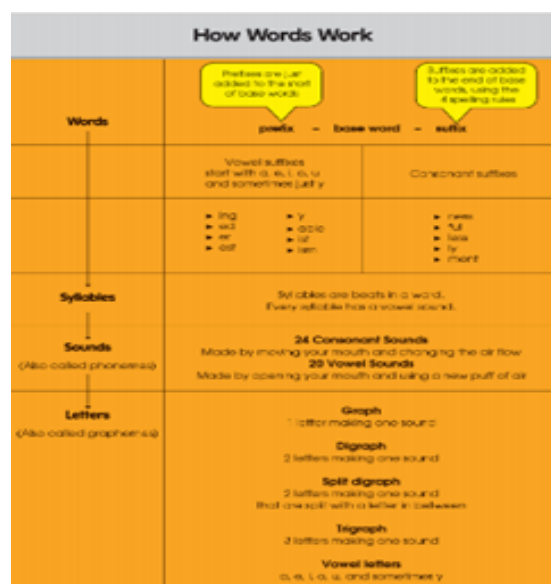 How Words Work
Prefixes are just
added to the start
of base words
Suffixes are added
to the end of base
words, using the
4 spelling rules
Words
prefix - base word - suffix
Vowel suffixes
start with a, e, i, o, u
and sometimes just y
Consonant suffixes
► ing
► ed
► er
► est
► y
► able
► ist
► ism
► ness
► ful
► less
► ly
► ment
Syllables
Syllables are beats in a word.
Every syllable has a vowel sound.
Sounds
(Also called phonemes)
24 Consonant Sounds
Made by moving your mouth and changing the air flow
20 Vowel Sounds
Made by opening your mouth and using a new puff of air
Letters
(Also called graphemes)
Graph
1 letter making one sound
Digraph
2 letters making one sound
Split digraph
2 letters making one sound
that are split with a letter in between
Trigraph
3 letters making one sound
Vowel letters
a, e, i, o, u, and sometimes y